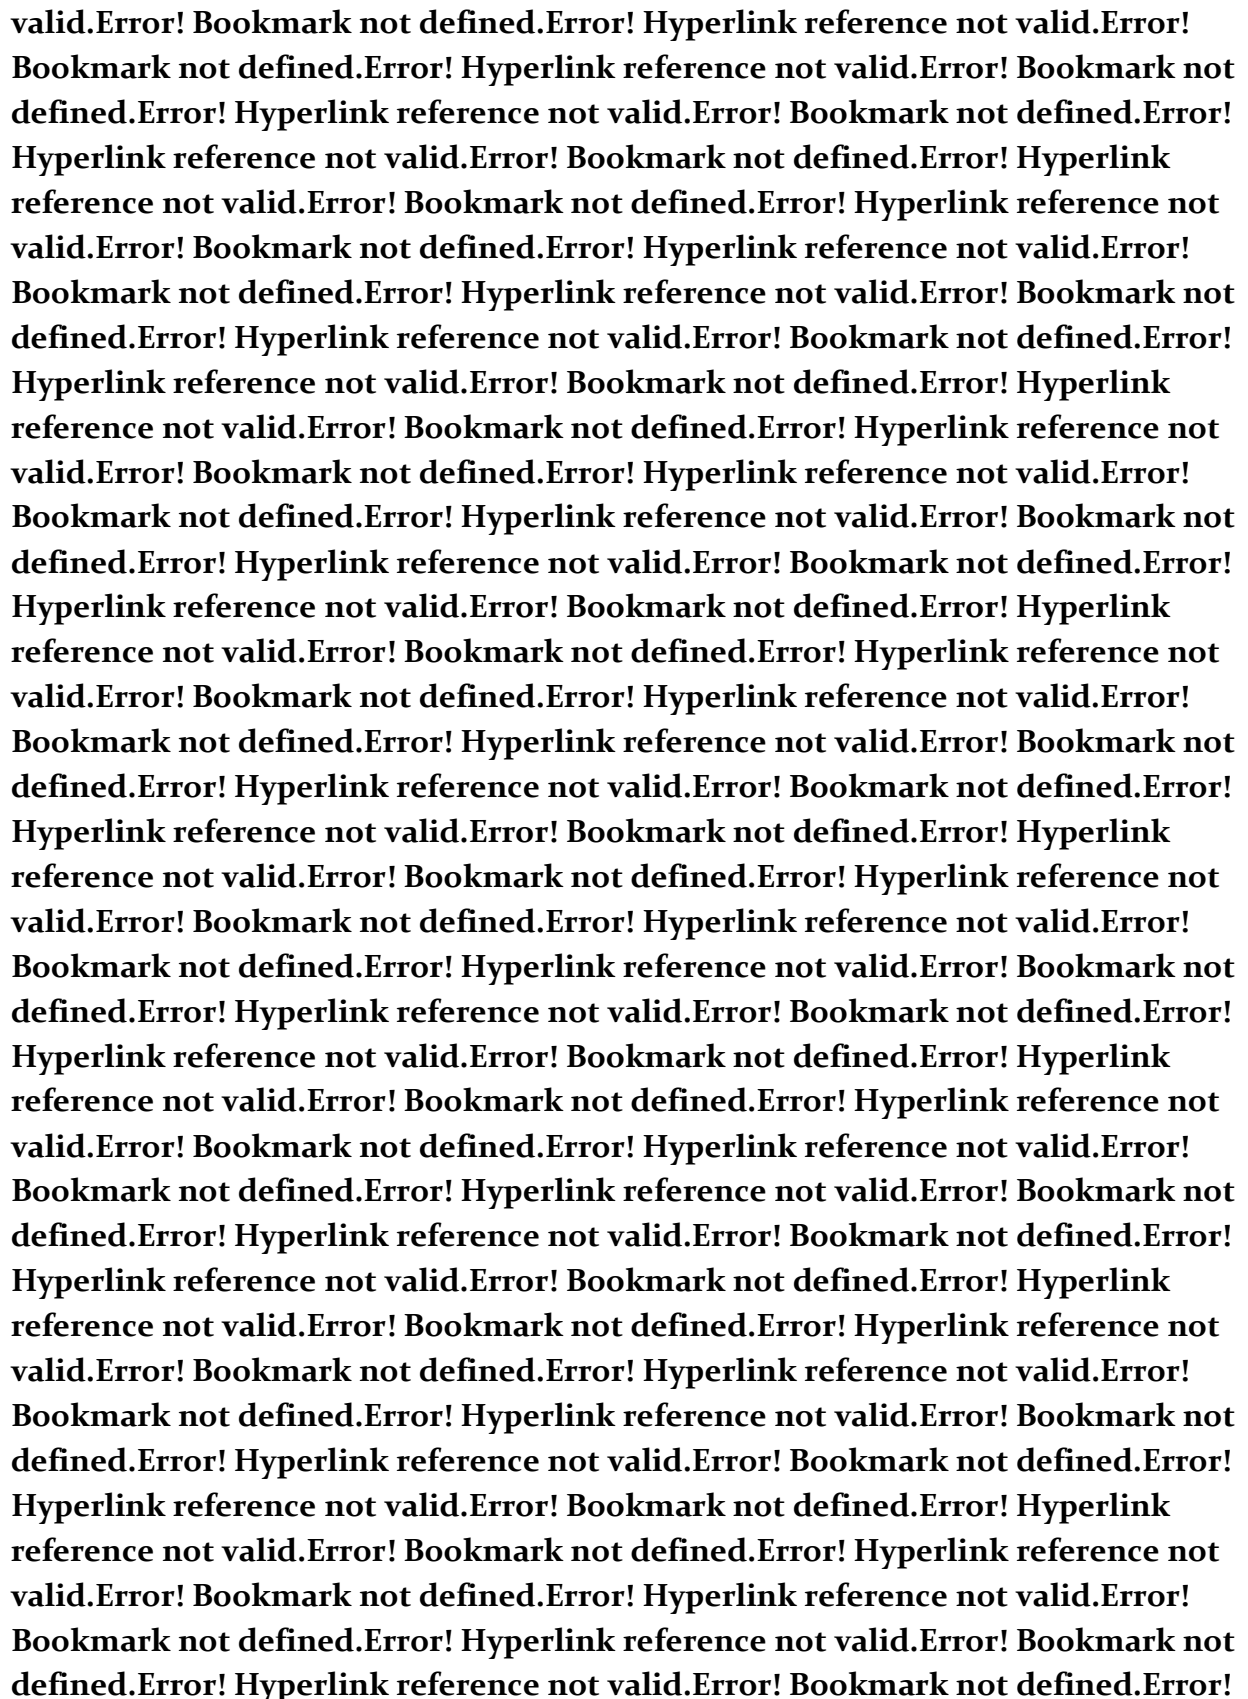 valid.Error! Bookmark not defined.Error! Hyperlink reference not valid.Error!
Bookmark not defined.Error! Hyperlink reference not valid.Error! Bookmark not
defined.Error! Hyperlink reference not valid.Error! Bookmark not defined.Error!
Hyperlink reference not valid.Error! Bookmark not defined.Error! Hyperlink
reference not valid.Error! Bookmark not defined.Error! Hyperlink reference not
valid.Error! Bookmark not defined.Error! Hyperlink reference not valid.Error!
Bookmark not defined.Error! Hyperlink reference not valid.Error! Bookmark not
defined.Error! Hyperlink reference not valid.Error! Bookmark not defined.Error!
Hyperlink reference not valid.Error! Bookmark not defined.Error! Hyperlink
reference not valid.Error! Bookmark not defined.Error! Hyperlink reference not
valid.Error! Bookmark not defined.Error! Hyperlink reference not valid.Error!
Bookmark not defined.Error! Hyperlink reference not valid.Error! Bookmark not
defined.Error! Hyperlink reference not valid.Error! Bookmark not defined.Error!
Hyperlink reference not valid.Error! Bookmark not defined.Error! Hyperlink
reference not valid.Error! Bookmark not defined.Error! Hyperlink reference not
valid.Error! Bookmark not defined.Error! Hyperlink reference not valid.Error!
Bookmark not defined.Error! Hyperlink reference not valid.Error! Bookmark not
defined.Error! Hyperlink reference not valid.Error! Bookmark not defined.Error!
Hyperlink reference not valid.Error! Bookmark not defined.Error! Hyperlink
reference not valid.Error! Bookmark not defined.Error! Hyperlink reference not
valid.Error! Bookmark not defined.Error! Hyperlink reference not valid.Error!
Bookmark not defined.Error! Hyperlink reference not valid.Error! Bookmark not
defined.Error! Hyperlink reference not valid.Error! Bookmark not defined.Error!
Hyperlink reference not valid.Error! Bookmark not defined.Error! Hyperlink
reference not valid.Error! Bookmark not defined.Error! Hyperlink reference not
valid.Error! Bookmark not defined.Error! Hyperlink reference not valid.Error!
Bookmark not defined.Error! Hyperlink reference not valid.Error! Bookmark not
defined.Error! Hyperlink reference not valid.Error! Bookmark not defined.Error!
Hyperlink reference not valid.Error! Bookmark not defined.Error! Hyperlink
reference not valid.Error! Bookmark not defined.Error! Hyperlink reference not
valid.Error! Bookmark not defined.Error! Hyperlink reference not valid.Error!
Bookmark not defined.Error! Hyperlink reference not valid.Error! Bookmark not
defined.Error! Hyperlink reference not valid.Error! Bookmark not defined.Error!
Hyperlink reference not valid.Error! Bookmark not defined.Error! Hyperlink
reference not valid.Error! Bookmark not defined.Error! Hyperlink reference not
valid.Error! Bookmark not defined.Error! Hyperlink reference not valid.Error!
Bookmark not defined.Error! Hyperlink reference not valid.Error! Bookmark not
defined.Error! Hyperlink reference not valid.Error! Bookmark not defined.Error!